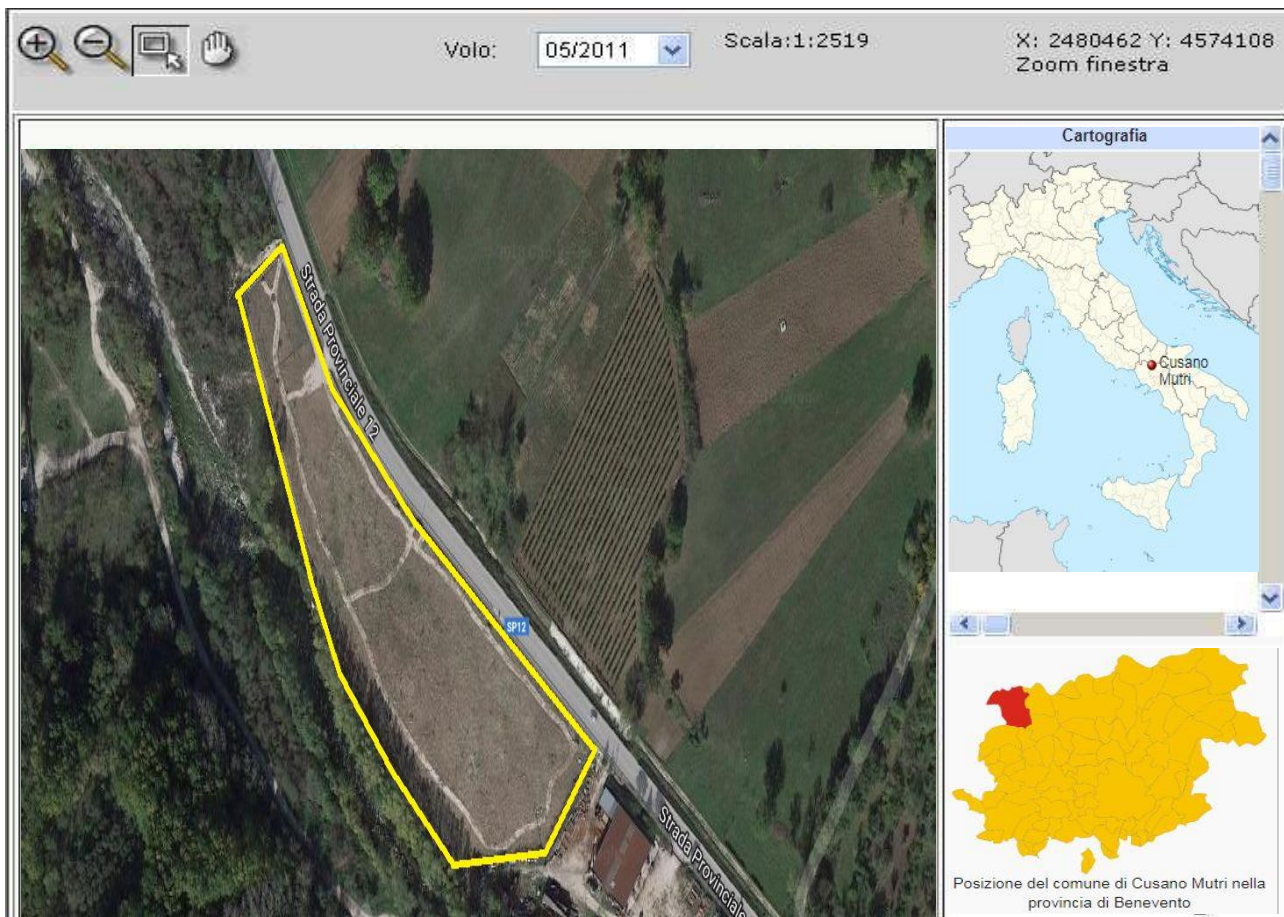 Volo:
05/2011
Scala:1:2519
X: 2480462 Y: 4574108
Zoom finestra
Cartografia
Strada Provinciale 12
SP12
Strada Provinciale
Cusano
Mutri
Posizione del comune di Cusano Mutri nella
provincia di Benevento